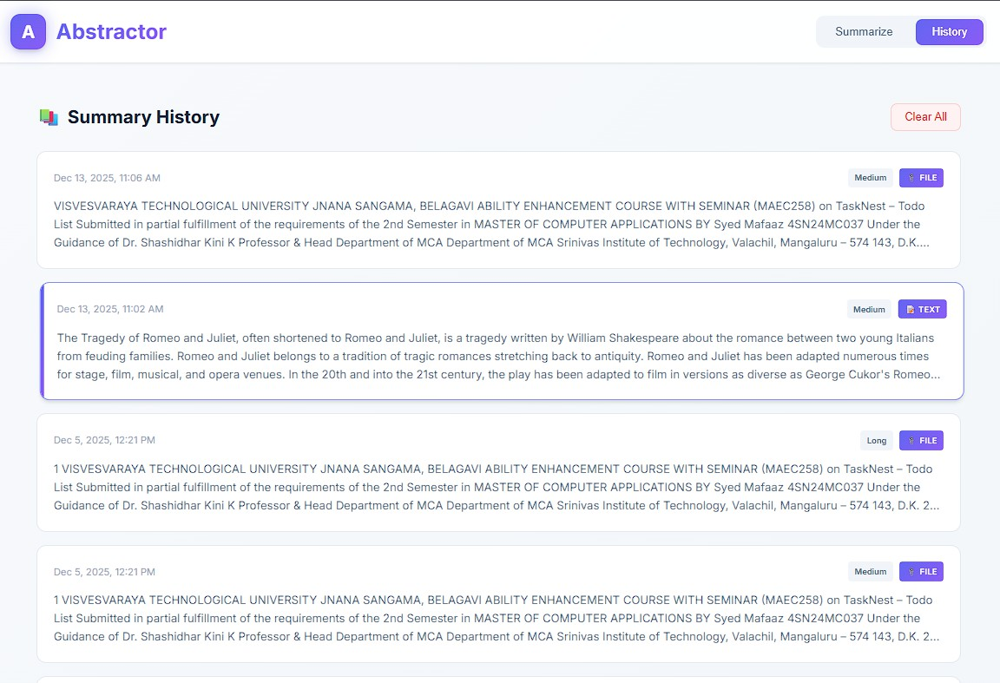 A Abstractor
Summarize
History
Summary History
Clear All
Dec 13, 2025, 11:06 AM
Medium
FILE
VISVESVARAYA TECHNOLOGICAL UNIVERSITY JNANA SANGAMA, BELAGAVI ABILITY ENHANCEMENT COURSE WITH SEMINAR (MAEC258) on TaskNest – Todo
List Submitted in partial fulfillment of the requirements of the 2nd Semester in MASTER OF COMPUTER APPLICATIONS BY Syed Mafaaz 4SN24MC037 Under the
Guidance of Dr. Shashidhar Kini K Professor & Head Department of MCA Department of MCA Srinivas Institute of Technology, Valachil, Mangaluru – 574 143, D.K....
Dec 13, 2025, 11:02 AM
Medium
TEXT
The Tragedy of Romeo and Juliet, often shortened to Romeo and Juliet, is a tragedy written by William Shakespeare about the romance between two young Italians
from feuding families. Romeo and Juliet belongs to a tradition of tragic romances stretching back to antiquity. Romeo and Juliet has been adapted numerous times
for stage, film, musical, and opera venues. In the 20th and into the 21st century, the play has been adapted to film in versions as diverse as George Cukor's Romeo...
Dec 5, 2025, 12:21 PM
Long
FILE
1 VISVESVARAYA TECHNOLOGICAL UNIVERSITY JNANA SANGAMA, BELAGAVI ABILITY ENHANCEMENT COURSE WITH SEMINAR (MAEC258) on TaskNest – Todo
List Submitted in partial fulfillment of the requirements of the 2nd Semester in MASTER OF COMPUTER APPLICATIONS BY Syed Mafaaz 4SN24MC037 Under the
Guidance of Dr. Shashidhar Kini K Professor & Head Department of MCA Department of MCA Srinivas Institute of Technology, Valachil, Mangaluru – 574 143, D.K. 2...
Dec 5, 2025, 12:21 PM
Medium
FILE
1 VISVESVARAYA TECHNOLOGICAL UNIVERSITY JNANA SANGAMA, BELAGAVI ABILITY ENHANCEMENT COURSE WITH SEMINAR (MAEC258) on TaskNest – Todo
List Submitted in partial fulfillment of the requirements of the 2nd Semester in MASTER OF COMPUTER APPLICATIONS BY Syed Mafaaz 4SN24MC037 Under the
Guidance of Dr. Shashidhar Kini K Professor & Head Department of MCA Department of MCA Srinivas Institute of Technology, Valachil, Mangaluru – 574 143, D.K. 2...